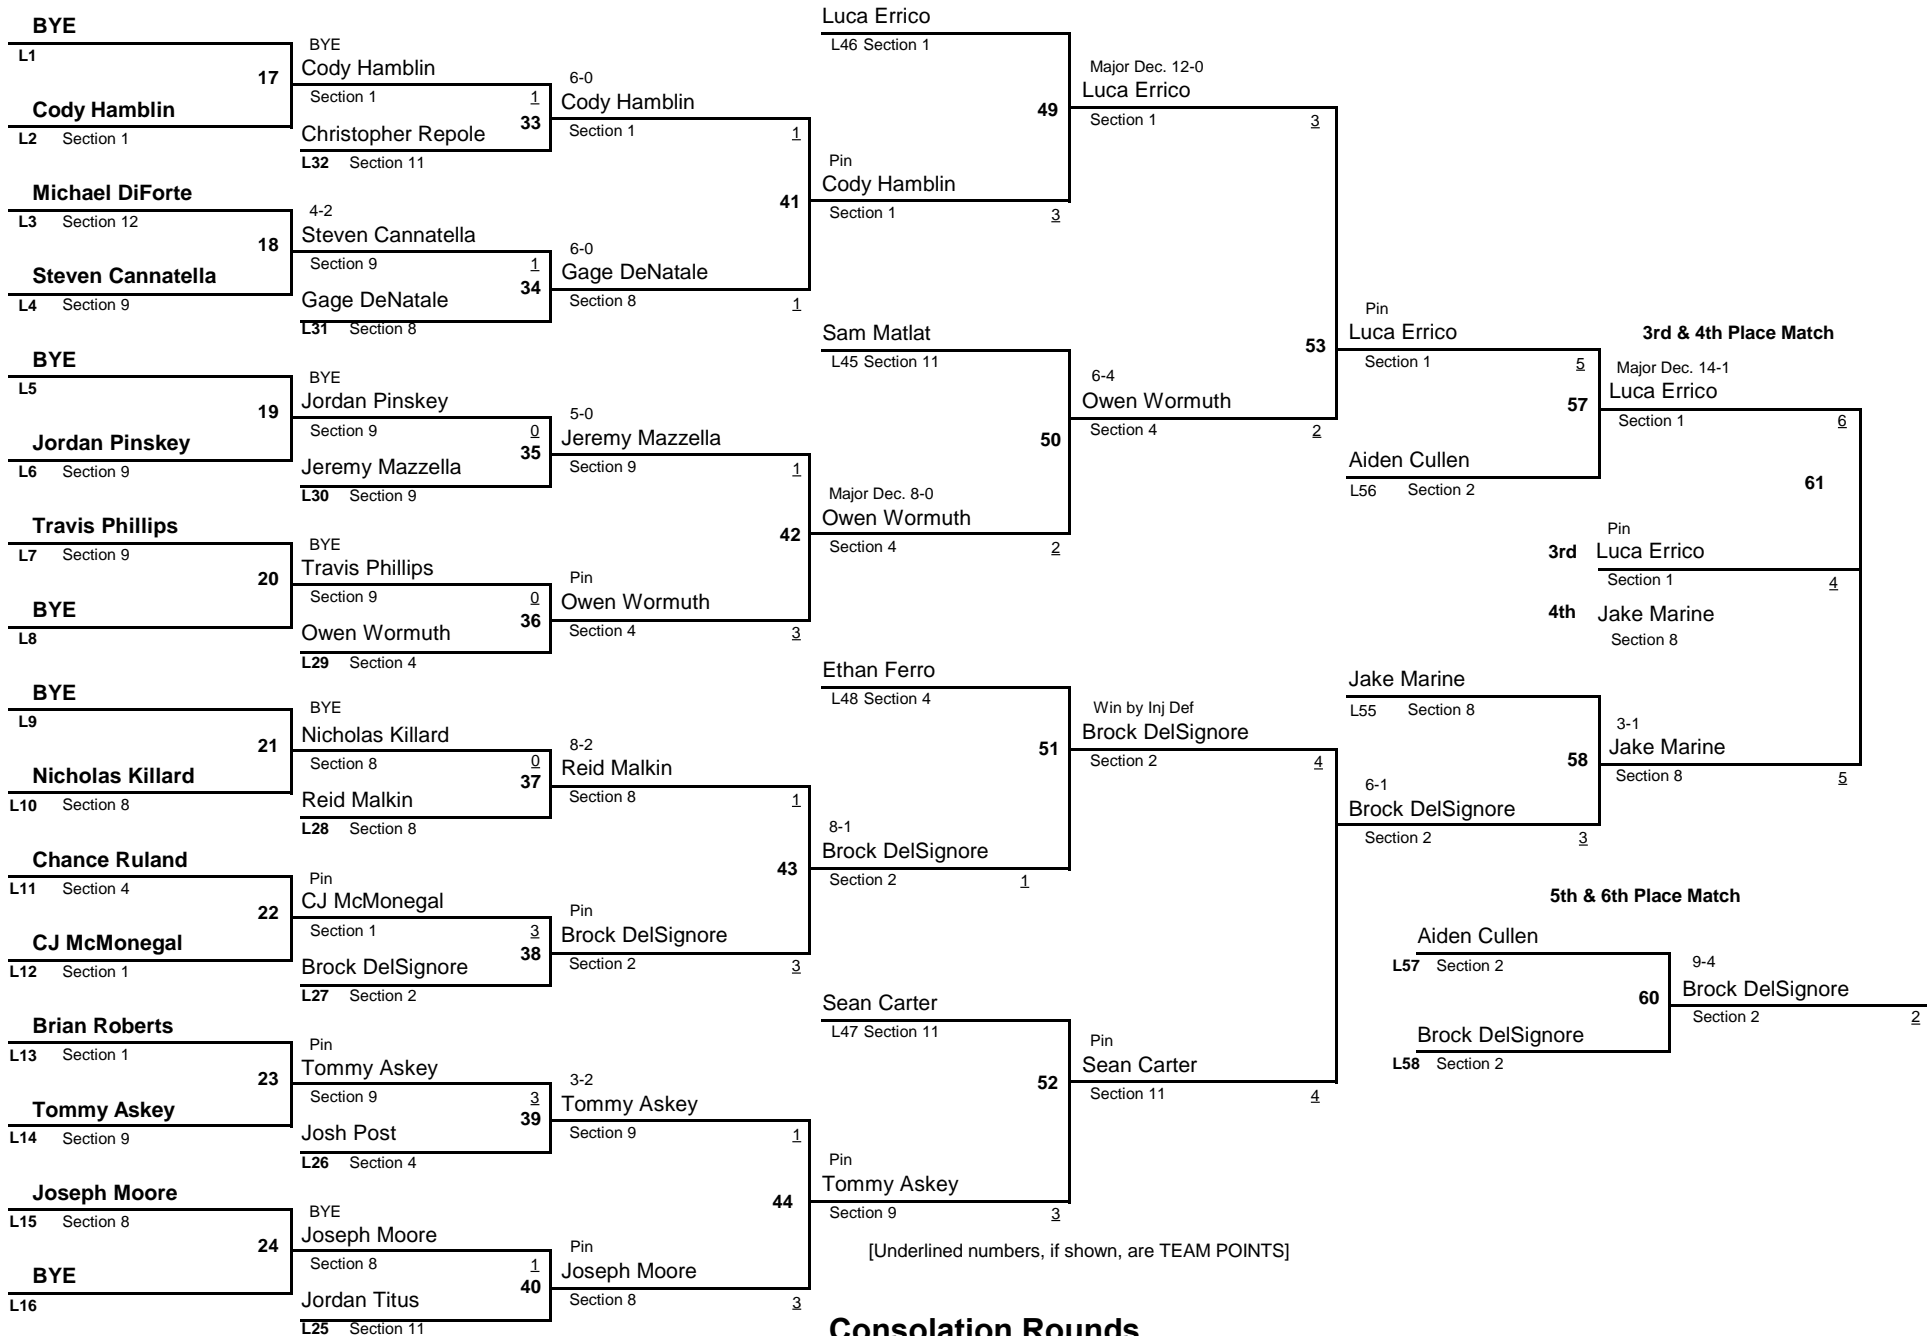 BYE
L1
17
Cody Hamblin
L2 Section 1
Michael DiForte
L3 Section 12
18
Steven Cannatella
L4 Section 9
BYE
L5
19
Jordan Pinskey
L6 Section 9
Travis Phillips
L7 Section 9
20
BYE
L8
BYE
L9
21
Nicholas Killard
L10 Section 8
Chance Ruland
L11 Section 4
22
CJ McMonegal
L12 Section 1
Brian Roberts
L13 Section 1
23
Tommy Askey
L14 Section 9
Joseph Moore
L15 Section 8
24
BYE
L16
BYE
Cody Hamblin
Section 1 1
33
Christopher Repole
L32 Section 11
4-2
Steven Cannatella
Section 9 1
34
Gage DeNatale
L31 Section 8
BYE
Jordan Pinskey
Section 9 0
35
Jeremy Mazzella
L30 Section 9
BYE
Travis Phillips
Section 9 0
36
Owen Wormuth
L29 Section 4
BYE
Nicholas Killard
Section 8 0
37
Reid Malkin
L28 Section 8
Pin
CJ McMonegal
Section 1 3
38
Brock DelSignore
L27 Section 2
Pin
Tommy Askey
Section 9 3
39
Josh Post
L26 Section 4
BYE
Joseph Moore
Section 8 1
40
Jordan Titus
L25 Section 11
6-0
Cody Hamblin
Section 1 1
41
6-0
Gage DeNatale
Section 8 1
5-0
Jeremy Mazzella
Section 9 1
42
Pin
Owen Wormuth
Section 4 3
8-2
Reid Malkin
Section 8 1
43
Pin
Brock DelSignore
Section 2 3
3-2
Tommy Askey
Section 9 1
44
Pin
Joseph Moore
Section 8 3
Luca Errico
L46 Section 1
49
Pin
Cody Hamblin
Section 1 3
Sam Matlat
L45 Section 11
50
Major Dec. 8-0
Owen Wormuth
Section 4 2
Ethan Ferro
L48 Section 4
51
8-1
Brock DelSignore
Section 2 1
Sean Carter
L47 Section 11
52
Pin
Tommy Askey
Section 9 3
[Underlined numbers, if shown, are TEAM POINTS]
Major Dec. 12-0
Luca Errico
Section 1 3
53
6-4
Owen Wormuth
Section 4 2
Win by Inj Def
Brock DelSignore
Section 2 4
Pin
Sean Carter
Section 11 4
Pin
Luca Errico
Section 1 5
57
Aiden Cullen
L56 Section 2
Jake Marine
L55 Section 8
58
6-1
Brock DelSignore
Section 2 3
3rd & 4th Place Match
Major Dec. 14-1
Luca Errico
Section 1 6
61
Pin
3rd Luca Errico
Section 1 4
4th Jake Marine
Section 8
3-1
Jake Marine
Section 8 5
5th & 6th Place Match
Aiden Cullen
L57 Section 2
60
Brock DelSignore
L58 Section 2
9-4
Brock DelSignore
Section 2 2
Consolation Rounds